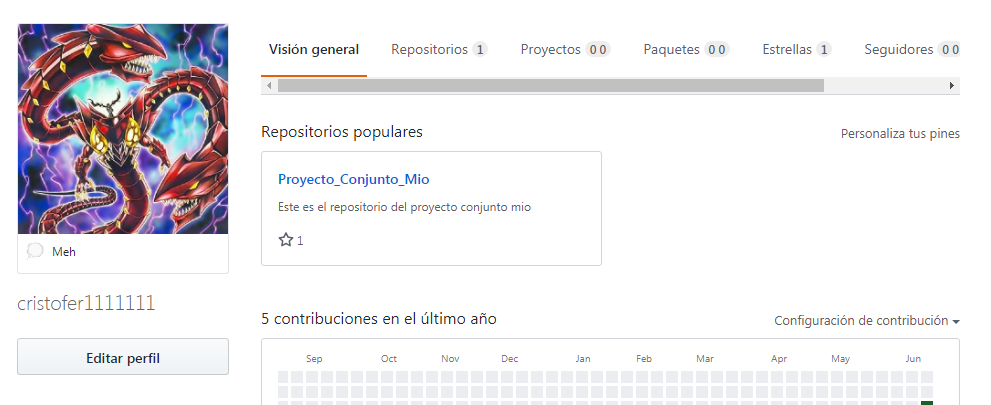 Visión general Repositorios 1 Proyectos 0 0 Paquetes 0 0 Estrellas 1 Seguidores 0 0
Repositorios populares Personaliza tus pines
Proyecto_Conjunto_Mio
Este es el repositorio del proyecto conjunto mio
1
Meh
cristofer1111111
Editar perfil
5 contribuciones en el último año Configuración de contribución
Sep Oct Nov Dec Jan Feb Mar Apr May Jun